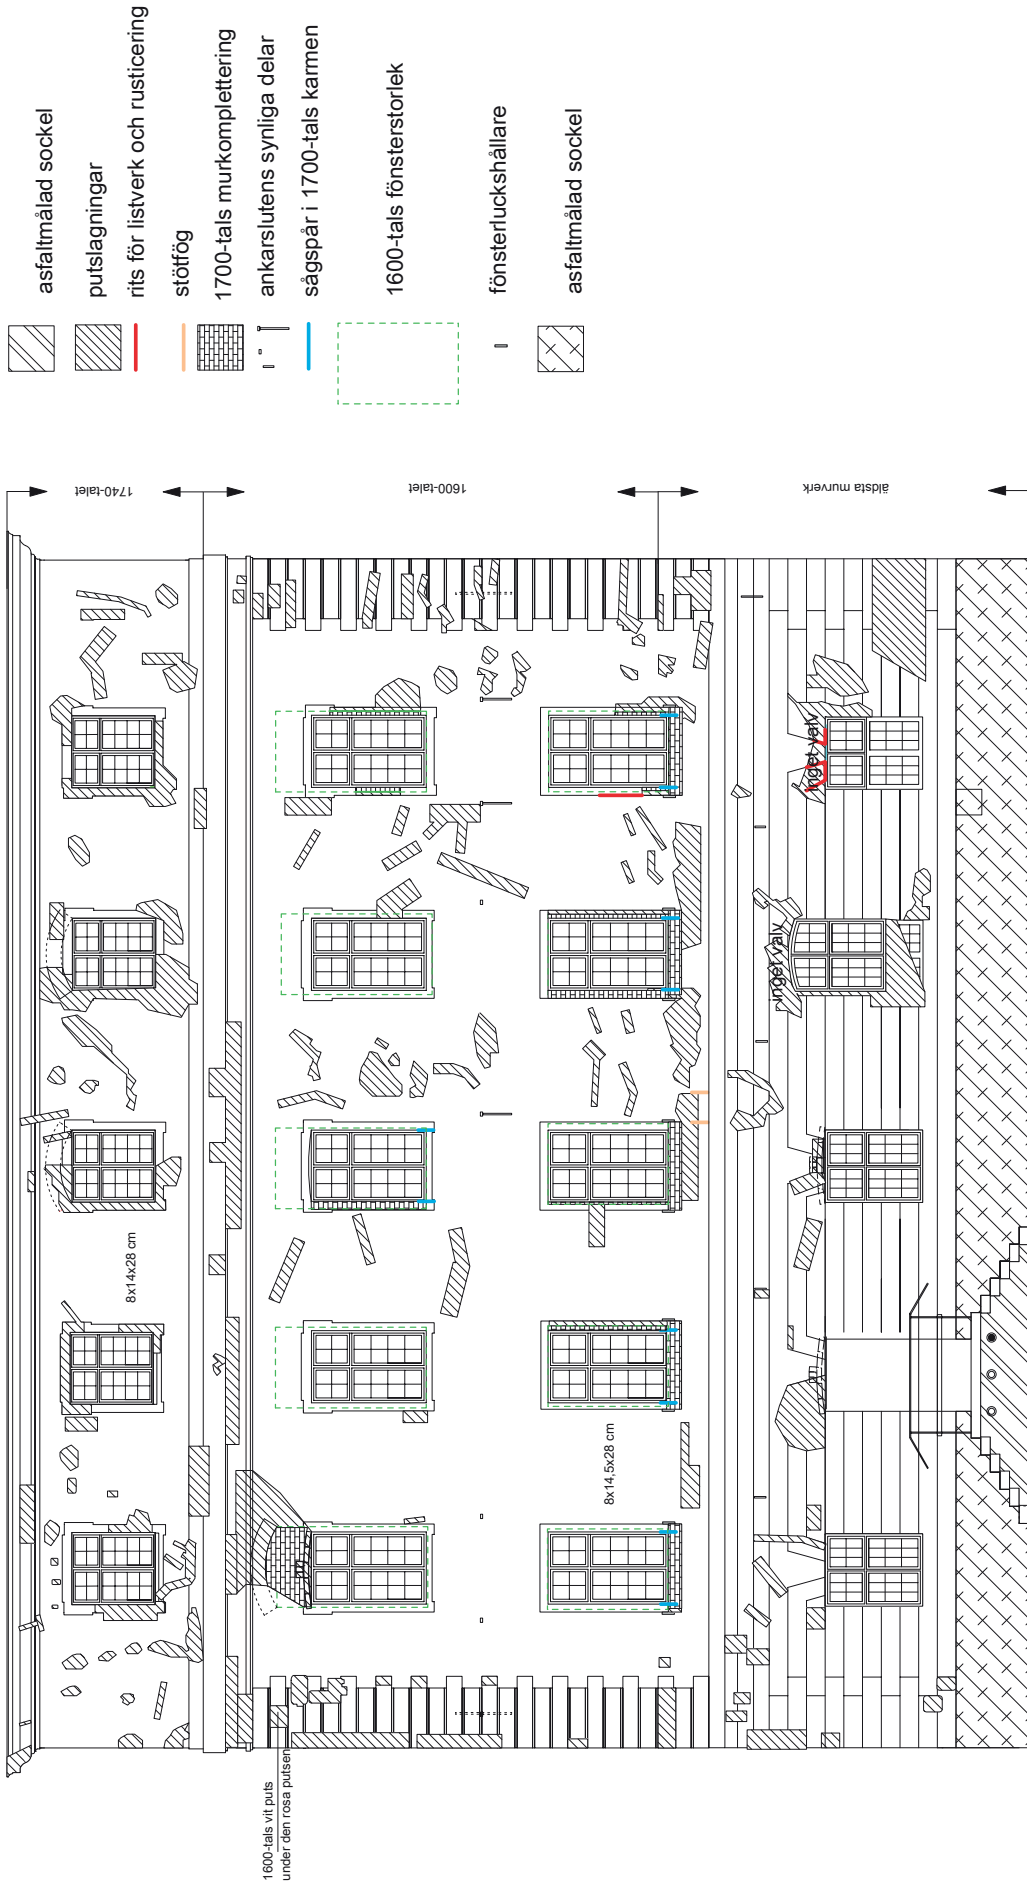 asfaltmålad sockel
putslagningar
rits för listverk och rusticering
stötfög
1700-tals murkomplettering
ankarslutens synliga delar
sågspår i 1700-tals karmen
1600-tals fönsterstorlek
fönsterluckshållare
asfaltmålad sockel
1740-talet
1600-talet
äldsta murverk
8x14x28 cm
8x14,5x28 cm
inget valv
inget valv
1600-tals vit puts
under den rosa putsen